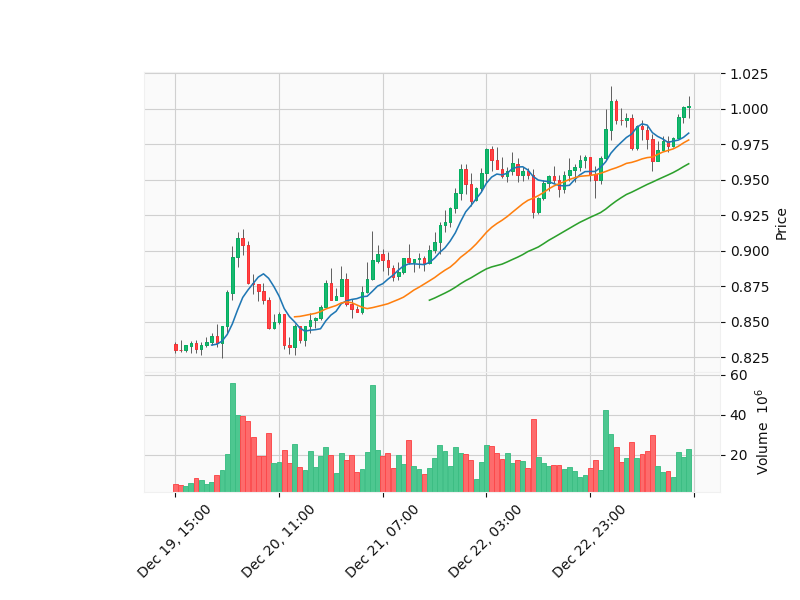 1.025
1.000
0.975
0.950
0.925
0.900
0.875
0.850
0.825
Price
60
40
20
Volume 10^6
Dec 19, 15:00
Dec 20, 11:00
Dec 21, 07:00
Dec 22, 03:00
Dec 22, 23:00